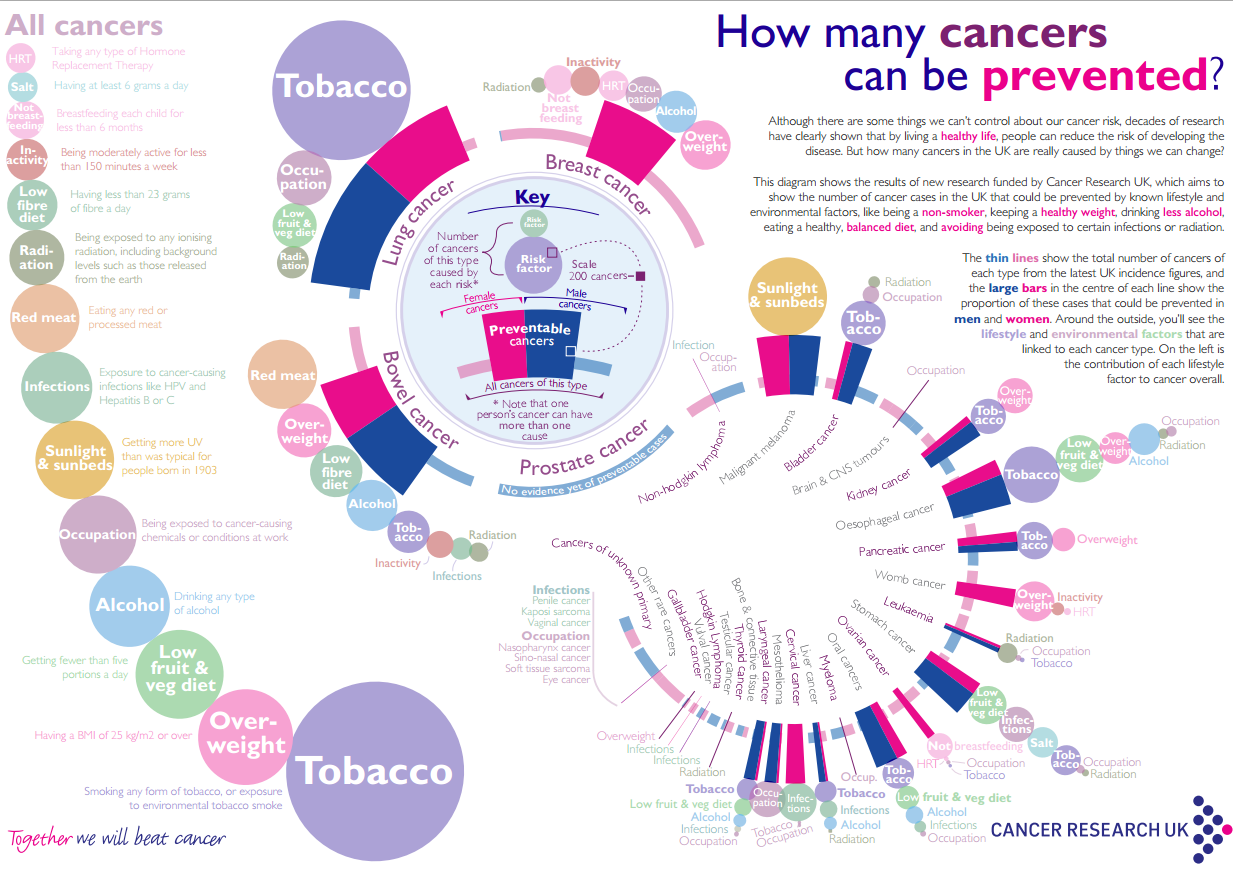 All cancers
HRT
Taking any type of Hormone
Replacement Therapy
Salt
Having at least 6 grams a day
Not
breast-
feeding
Breastfeeding each child for
less than 6 months
In-
activity
Being moderately active for less
than 150 minutes a week
Low
fibre
diet
Having less than 23 grams
of fibre a day
Radi-
ation
Being exposed to any ionising
radiation, including background
levels such as those released
from the earth
Red meat
Eating any red or
processed meat
Infections
Exposure to cancer-causing
infections like HPV and
Hepatitis B or C
Sunlight
& sunbeds
Getting more UV
than was typical for
people born in 1903
Occupation
Being exposed to cancer-causing
chemicals or conditions at work
Alcohol
Drinking any type
of alcohol
Low
fruit &
veg diet
Getting fewer than five
portions a day
Over-
weight
Having a BMI of 25 kg/m2 or over
Tobacco
Smoking any form of tobacco, or exposure
to environmental tobacco smoke
Together we will beat cancer
How many cancers
can be prevented?
Although there are some things we can't control about our cancer risk, decades of research
have clearly shown that by living a healthy life, people can reduce the risk of developing the
disease. But how many cancers in the UK are really caused by things we can change?
This diagram shows the results of new research funded by Cancer Research UK, which aims to
show the number of cancer cases in the UK that could be prevented by known lifestyle and
environmental factors, like being a non-smoker, keeping a healthy weight, drinking less alcohol,
eating a healthy, balanced diet, and avoiding being exposed to certain infections or radiation.
The thin lines show the total number of cancers of
each type from the latest UK incidence figures, and
the large bars in the centre of each line show the
proportion of these cases that could be prevented in
men and women. Around the outside, you'll see the
lifestyle and environmental factors that are
linked to each cancer type. On the left is
the contribution of each lifestyle
factor to cancer overall.
Tobacco
Occu-
pation
Low
fruit &
veg diet
Radi-
ation
Lung cancer
Radiation
Not
breast
feeding
Inactivity
HRT
Occu-
pation
Alcohol
Over-
weight
Breast cancer
Key
Number
of cancers
of this type
caused by
each risk*
Risk
factor
Risk
factor
Scale
200 cancers
Female
cancers
Male
cancers
Preventable
cancers
All cancers of this type
* Note that one
person's cancer can have
more than one
cause
Red meat
Over-
weight
Low
fibre
diet
Alcohol
Tob-
acco
Inactivity
Infections
Radiation
Bowel cancer
Prostate cancer
No evidence yet of preventable cases
Infection
Occup-
ation
Non-hodgkin lymphoma
Sunlight
& sunbeds
Malignant melanoma
Radiation
Occupation
Tob-
acco
Bladder cancer
Occupation
Brain & CNS tumours
Over-
weight
Tob-
acco
Kidney cancer
Tobacco
Low
fruit &
veg diet
Over-
weight
Alcohol
Occupation
Radiation
Oesophageal cancer
Tob-
acco
Overweight
Pancreatic cancer
Over-
weight
Inactivity
HRT
Womb cancer
Radiation
Occupation
Tobacco
Leukaemia
Low
fruit &
veg diet
Infec-
tions
Salt
Tob-
acco
Occupation
Radiation
Stomach cancer
Not breastfeeding
HRT
Occupation
Tobacco
Ovarian cancer
Tob-
acco
Low fruit & veg diet
Alcohol
Infections
Occupation
Oral cancers
Occup.
Myeloma
Tobacco
Infections
Alcohol
Radiation
Liver cancer
Infec-
tions
Tobacco
Occupation
Cervical cancer
Occu-
pation
Mesothelioma
Tobacco
Low fruit & veg diet
Alcohol
Infections
Occupation
Laryngeal cancer
Bone & connective tissue
Radiation
Thyroid cancer
Testicular cancer
Infections
Hodgkin Lymphoma
Infections
Vulval cancer
Overweight
Gallbladder cancer
Other rare cancers
Cancers of unknown primary
Infections
Penile cancer
Kaposi sarcoma
Vaginal cancer
Occupation
Nasopharynx cancer
Sino-nasal cancer
Soft tissue sarcoma
Eye cancer
CANCER RESEARCH UK